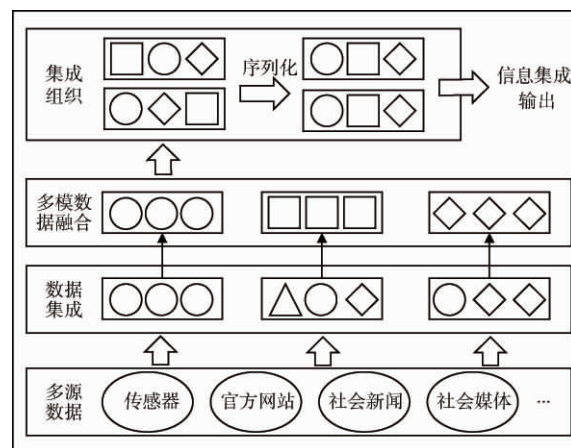 集成
组织
序列化
信息集成
输出
多模数
据融合
数据
集成
多源
数据
传感器
官方网站
社会新闻
社会媒体
...